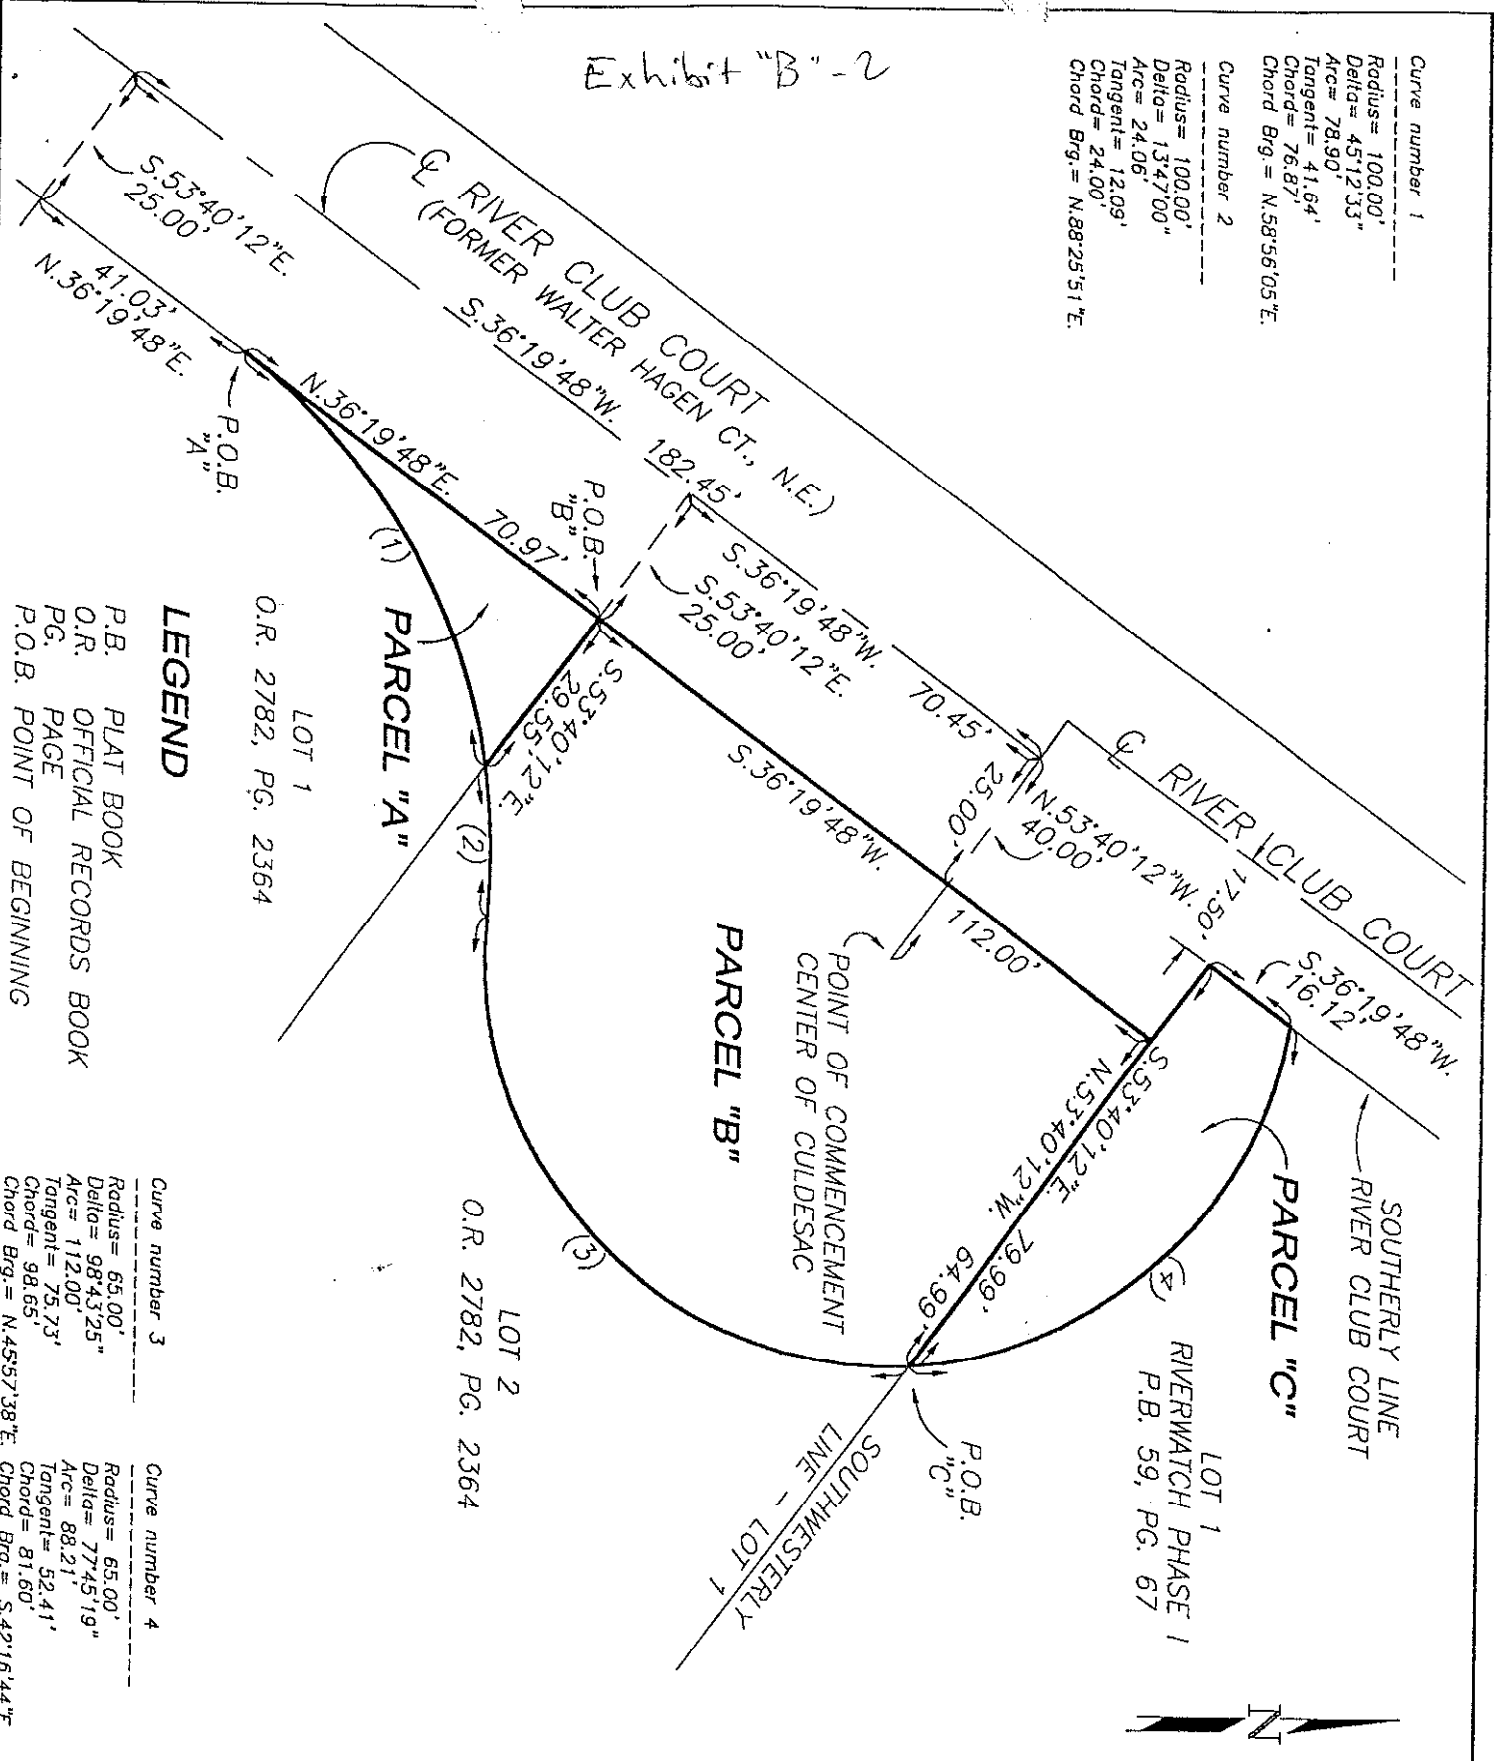 Exhibit "B" - 2
Curve number 1
Radius= 100.00'
Delta= 45°12'33"
Arc= 78.90'
Tangent= 41.64'
Chord= 76.87'
Chord Brg.= N.58°56'05"E.
Curve number 2
Radius= 100.00'
Delta= 13°47'00"
Arc= 24.06'
Tangent= 12.09'
Chord= 24.00'
Chord Brg.= N.88°25'51"E.
℄ RIVER CLUB COURT
(FORMER WALTER HAGEN CT., N.E.)
S.36°19'48"W. 182.45'
S.53°40'12"E.
25.00'
41.03'
N.36°19'48"E.
P.O.B.
"A"
N.36°19'48"E. 70.97'
(1)
P.O.B.
"B"
S.36°19'48"W. 70.45'
S.53°40'12"E.
25.00'
S.53°40'12"E.
29.55'
(2)
PARCEL "A"
LOT 1
O.R. 2782, PG. 2364
℄ RIVER CLUB COURT
N.53°40'12"W.
40.00'
25.00'
17.50'
S.36°19'48"W.
16.12'
S.36°19'48"W. 112.00'
POINT OF COMMENCEMENT
CENTER OF CULDESAC
PARCEL "B"
S.53°40'12"E. 79.99'
N.53°40'12"W. 64.99'
(3)
(4)
SOUTHERLY LINE
RIVER CLUB COURT
PARCEL "C"
LOT 1
RIVERWATCH PHASE I
P.B. 59, PG. 67
P.O.B.
"C"
SOUTHWESTERLY
LINE - LOT 1
LOT 2
O.R. 2782, PG. 2364
N
LEGEND
P.B. PLAT BOOK
O.R. OFFICIAL RECORDS BOOK
PG. PAGE
P.O.B. POINT OF BEGINNING
Curve number 3
Radius= 65.00'
Delta= 98°43'25"
Arc= 112.00'
Tangent= 75.73'
Chord= 98.65'
Chord Brg.= N.45°57'38"E.
Curve number 4
Radius= 65.00'
Delta= 77°45'19"
Arc= 88.21'
Tangent= 52.41'
Chord= 81.60'
Chord Brg.= S.42°16'44"E